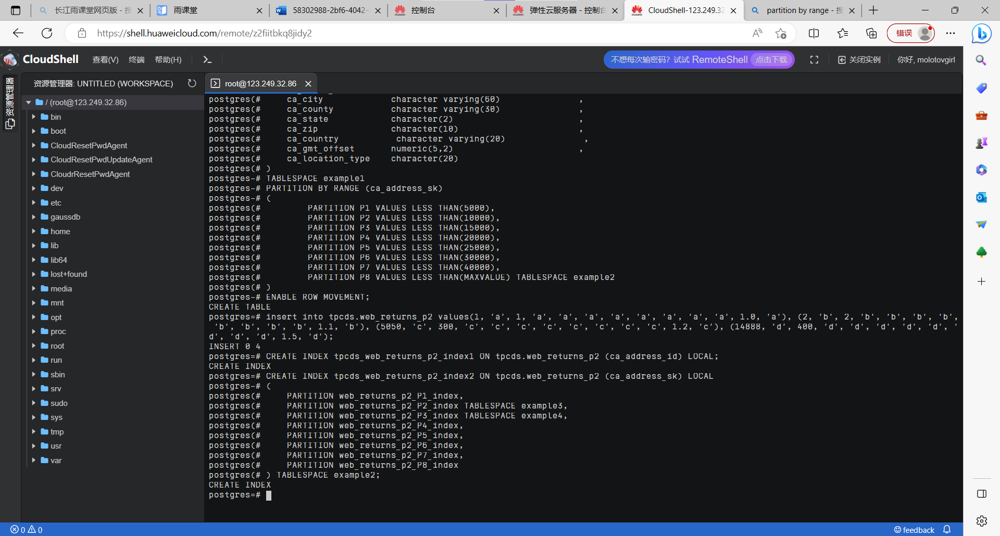 长江雨课堂网页版 - 搜
雨课堂
58302988-2bf6-4042-
控制台
弹性云服务器 - 控制台
CloudShell-123.249.32
partition by range - 搜
https://shell.huaweicloud.com/remote/z2fiitbkq8jidy2
错误
CloudShell
查看(V)
终端
帮助(H)
不想每次输密码？试试 RemoteShell 点击下载
关闭实例
你好, molotovgirl
资源管理器
资源管理器: UNTITLED (WORKSPACE)
root@123.249.32.86
/ (root@123.249.32.86)
bin
boot
CloudResetPwdAgent
CloudResetPwdUpdateAgent
CloudrResetPwdAgent
dev
etc
gaussdb
home
lib
lib64
lost+found
media
mnt
opt
proc
root
run
sbin
srv
sudo
sys
tmp
usr
var
postgres(#     ca_city             character varying(60)               ,
postgres(#     ca_county           character varying(30)               ,
postgres(#     ca_state            character(2)                        ,
postgres(#     ca_zip              character(10)                       ,
postgres(#     ca_country           character varying(20)               ,
postgres(#     ca_gmt_offset       numeric(5,2)                        ,
postgres(#     ca_location_type    character(20)
postgres(# )
postgres-# TABLESPACE example1
postgres-# PARTITION BY RANGE (ca_address_sk)
postgres-# (
postgres(#         PARTITION P1 VALUES LESS THAN(5000),
postgres(#         PARTITION P2 VALUES LESS THAN(10000),
postgres(#         PARTITION P3 VALUES LESS THAN(15000),
postgres(#         PARTITION P4 VALUES LESS THAN(20000),
postgres(#         PARTITION P5 VALUES LESS THAN(25000),
postgres(#         PARTITION P6 VALUES LESS THAN(30000),
postgres(#         PARTITION P7 VALUES LESS THAN(40000),
postgres(#         PARTITION P8 VALUES LESS THAN(MAXVALUE) TABLESPACE example2
postgres(# )
postgres-# ENABLE ROW MOVEMENT;
CREATE TABLE
postgres=# insert into tpcds.web_returns_p2 values(1, 'a', 1, 'a', 'a', 'a', 'a', 'a', 'a', 'a', 'a', 1.0, 'a'), (2, 'b', 2, 'b', 'b', 'b', 'b',
 'b', 'b', 'b', 'b', 1.1, 'b'), (5050, 'c', 300, 'c', 'c', 'c', 'c', 'c', 'c', 'c', 'c', 1.2, 'c'), (14888, 'd', 400, 'd', 'd', 'd', 'd', 'd', '
d', 'd', 'd', 1.5, 'd');
INSERT 0 4
postgres=# CREATE INDEX tpcds_web_returns_p2_index1 ON tpcds.web_returns_p2 (ca_address_id) LOCAL;
CREATE INDEX
postgres=# CREATE INDEX tpcds_web_returns_p2_index2 ON tpcds.web_returns_p2 (ca_address_sk) LOCAL
postgres-# (
postgres(#     PARTITION web_returns_p2_P1_index,
postgres(#     PARTITION web_returns_p2_P2_index TABLESPACE example3,
postgres(#     PARTITION web_returns_p2_P3_index TABLESPACE example4,
postgres(#     PARTITION web_returns_p2_P4_index,
postgres(#     PARTITION web_returns_p2_P5_index,
postgres(#     PARTITION web_returns_p2_P6_index,
postgres(#     PARTITION web_returns_p2_P7_index,
postgres(#     PARTITION web_returns_p2_P8_index
postgres(# ) TABLESPACE example2;
CREATE INDEX
postgres=#
0 0
feedback